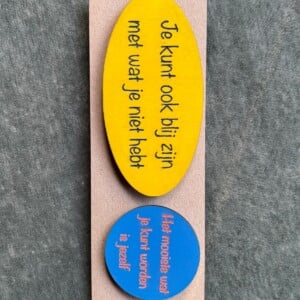 Je kunt ook blij zijn
met wat je niet hebt
Het mooiste wat
je kunt worden
is jezelf